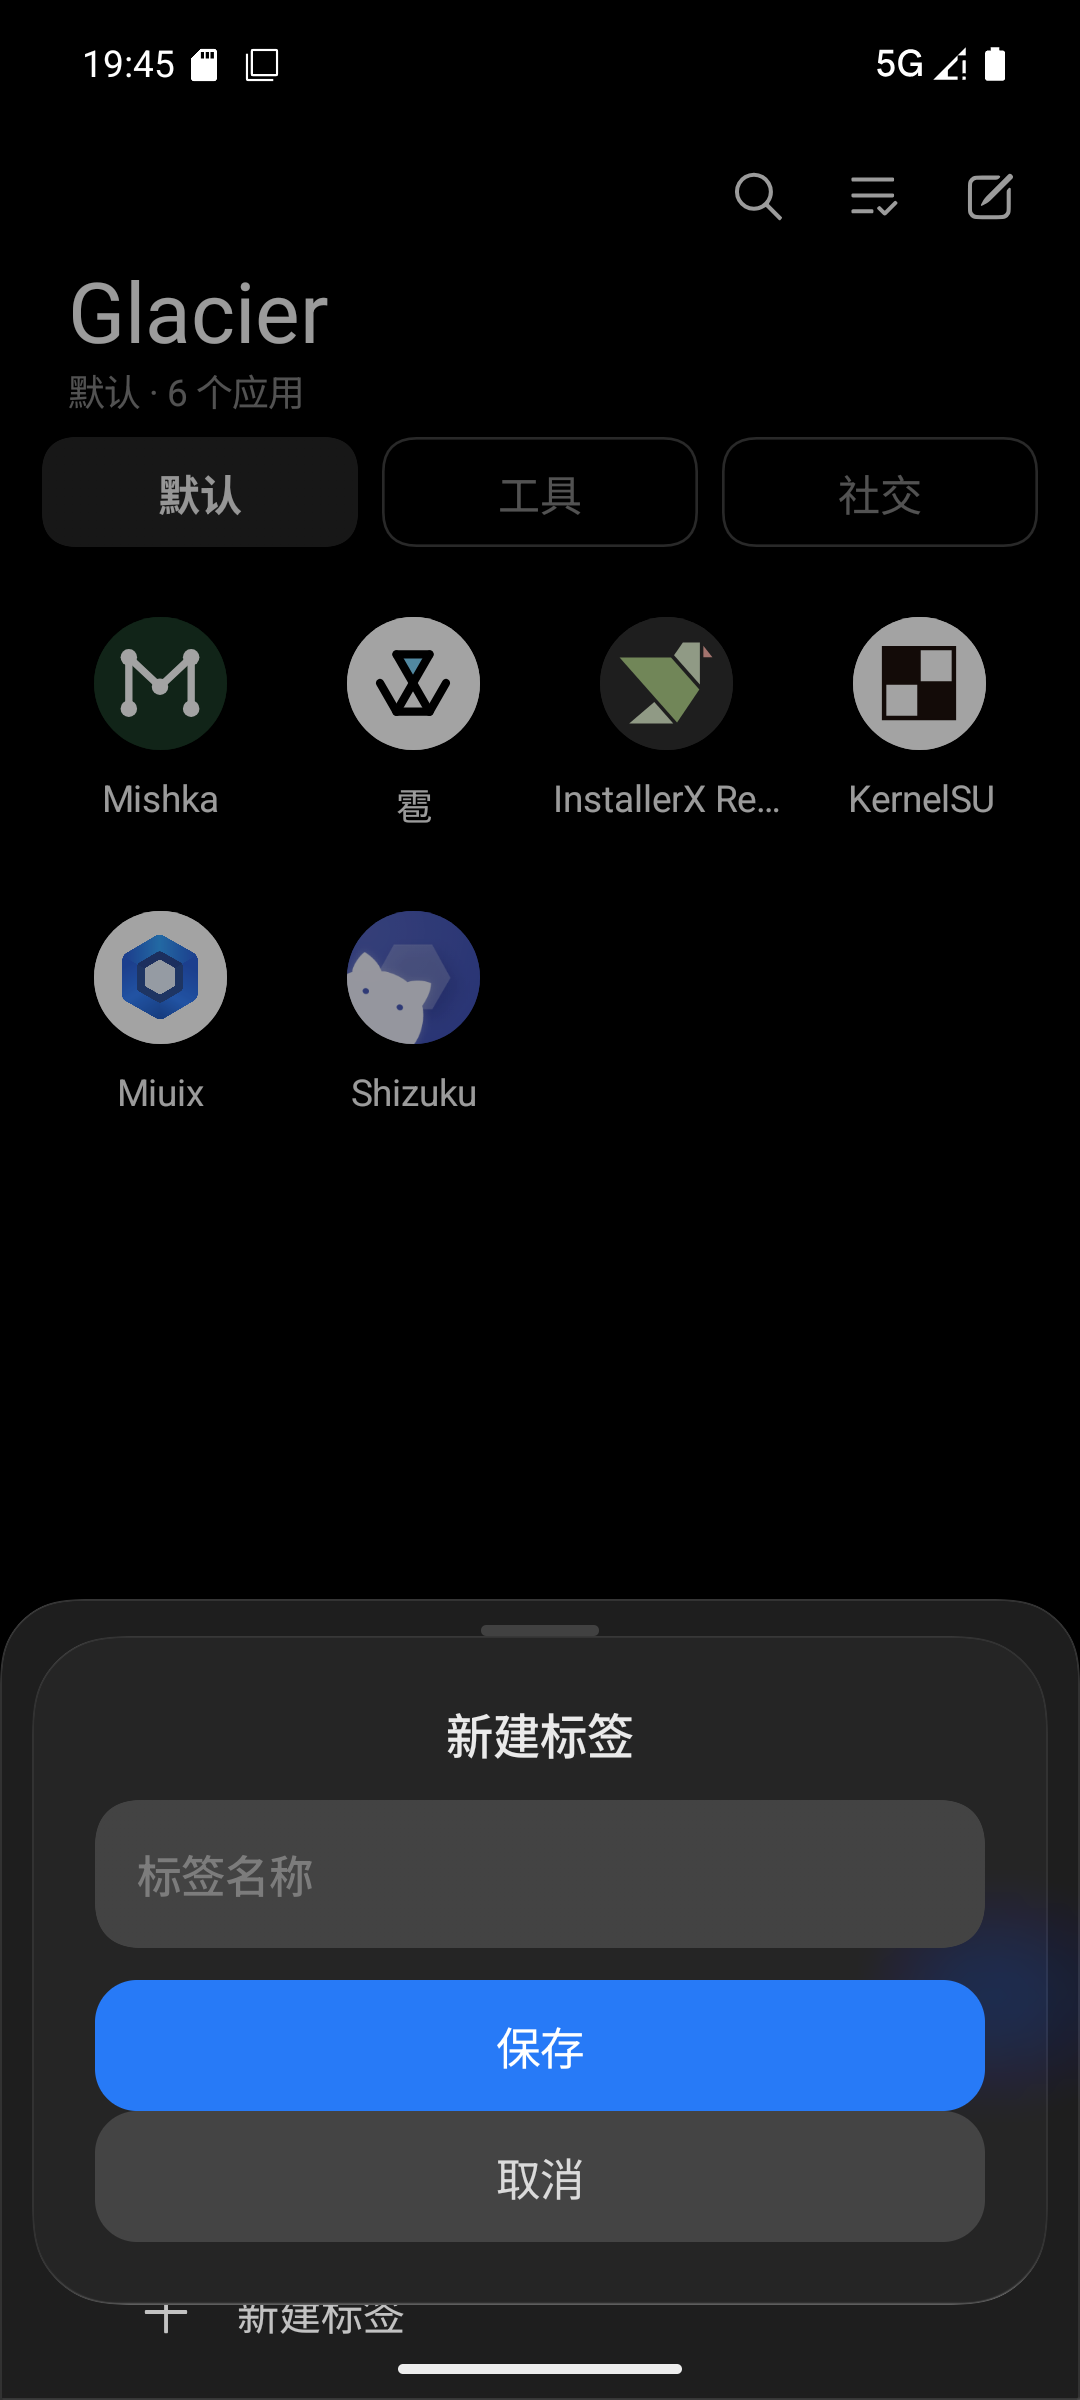 19:45
5G
Glacier
默认 · 6 个应用
默认
工具
社交
Mishka
雹
InstallerX Re...
KernelSU
Miuix
Shizuku
新建标签
标签名称
保存
取消
新建标签